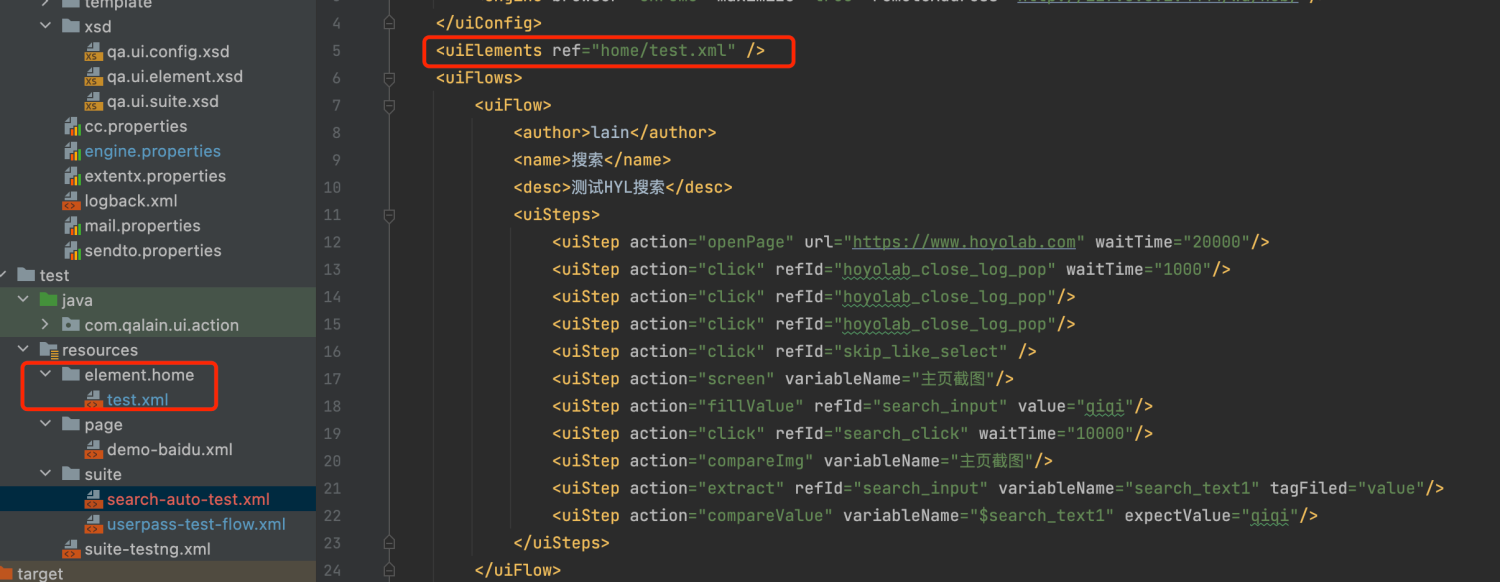 template
xsd
qa.ui.config.xsd
qa.ui.element.xsd
qa.ui.suite.xsd
cc.properties
engine.properties
extentx.properties
logback.xml
mail.properties
sendto.properties
test
java
com.qalain.ui.action
resources
element.home
test.xml
page
demo-baidu.xml
suite
search-auto-test.xml
userpass-test-flow.xml
suite-testng.xml
target
4 </uiConfig>
5 <uiElements ref="home/test.xml" />
6 <uiFlows>
7 <uiFlow>
8 <author>lain</author>
9 <name>搜索</name>
10 <desc>测试HYL搜索</desc>
11 <uiSteps>
12 <uiStep action="openPage" url="https://www.hoyolab.com" waitTime="20000"/>
13 <uiStep action="click" refId="hoyolab_close_log_pop" waitTime="1000"/>
14 <uiStep action="click" refId="hoyolab_close_log_pop"/>
15 <uiStep action="click" refId="hoyolab_close_log_pop"/>
16 <uiStep action="click" refId="skip_like_select" />
17 <uiStep action="screen" variableName="主页截图"/>
18 <uiStep action="fillValue" refId="search_input" value="qiqi"/>
19 <uiStep action="click" refId="search_click" waitTime="10000"/>
20 <uiStep action="compareImg" variableName="主页截图"/>
21 <uiStep action="extract" refId="search_input" variableName="search_text1" tagFiled="value"/>
22 <uiStep action="compareValue" variableName="$search_text1" expectValue="qiqi"/>
23 </uiSteps>
24 </uiFlow>